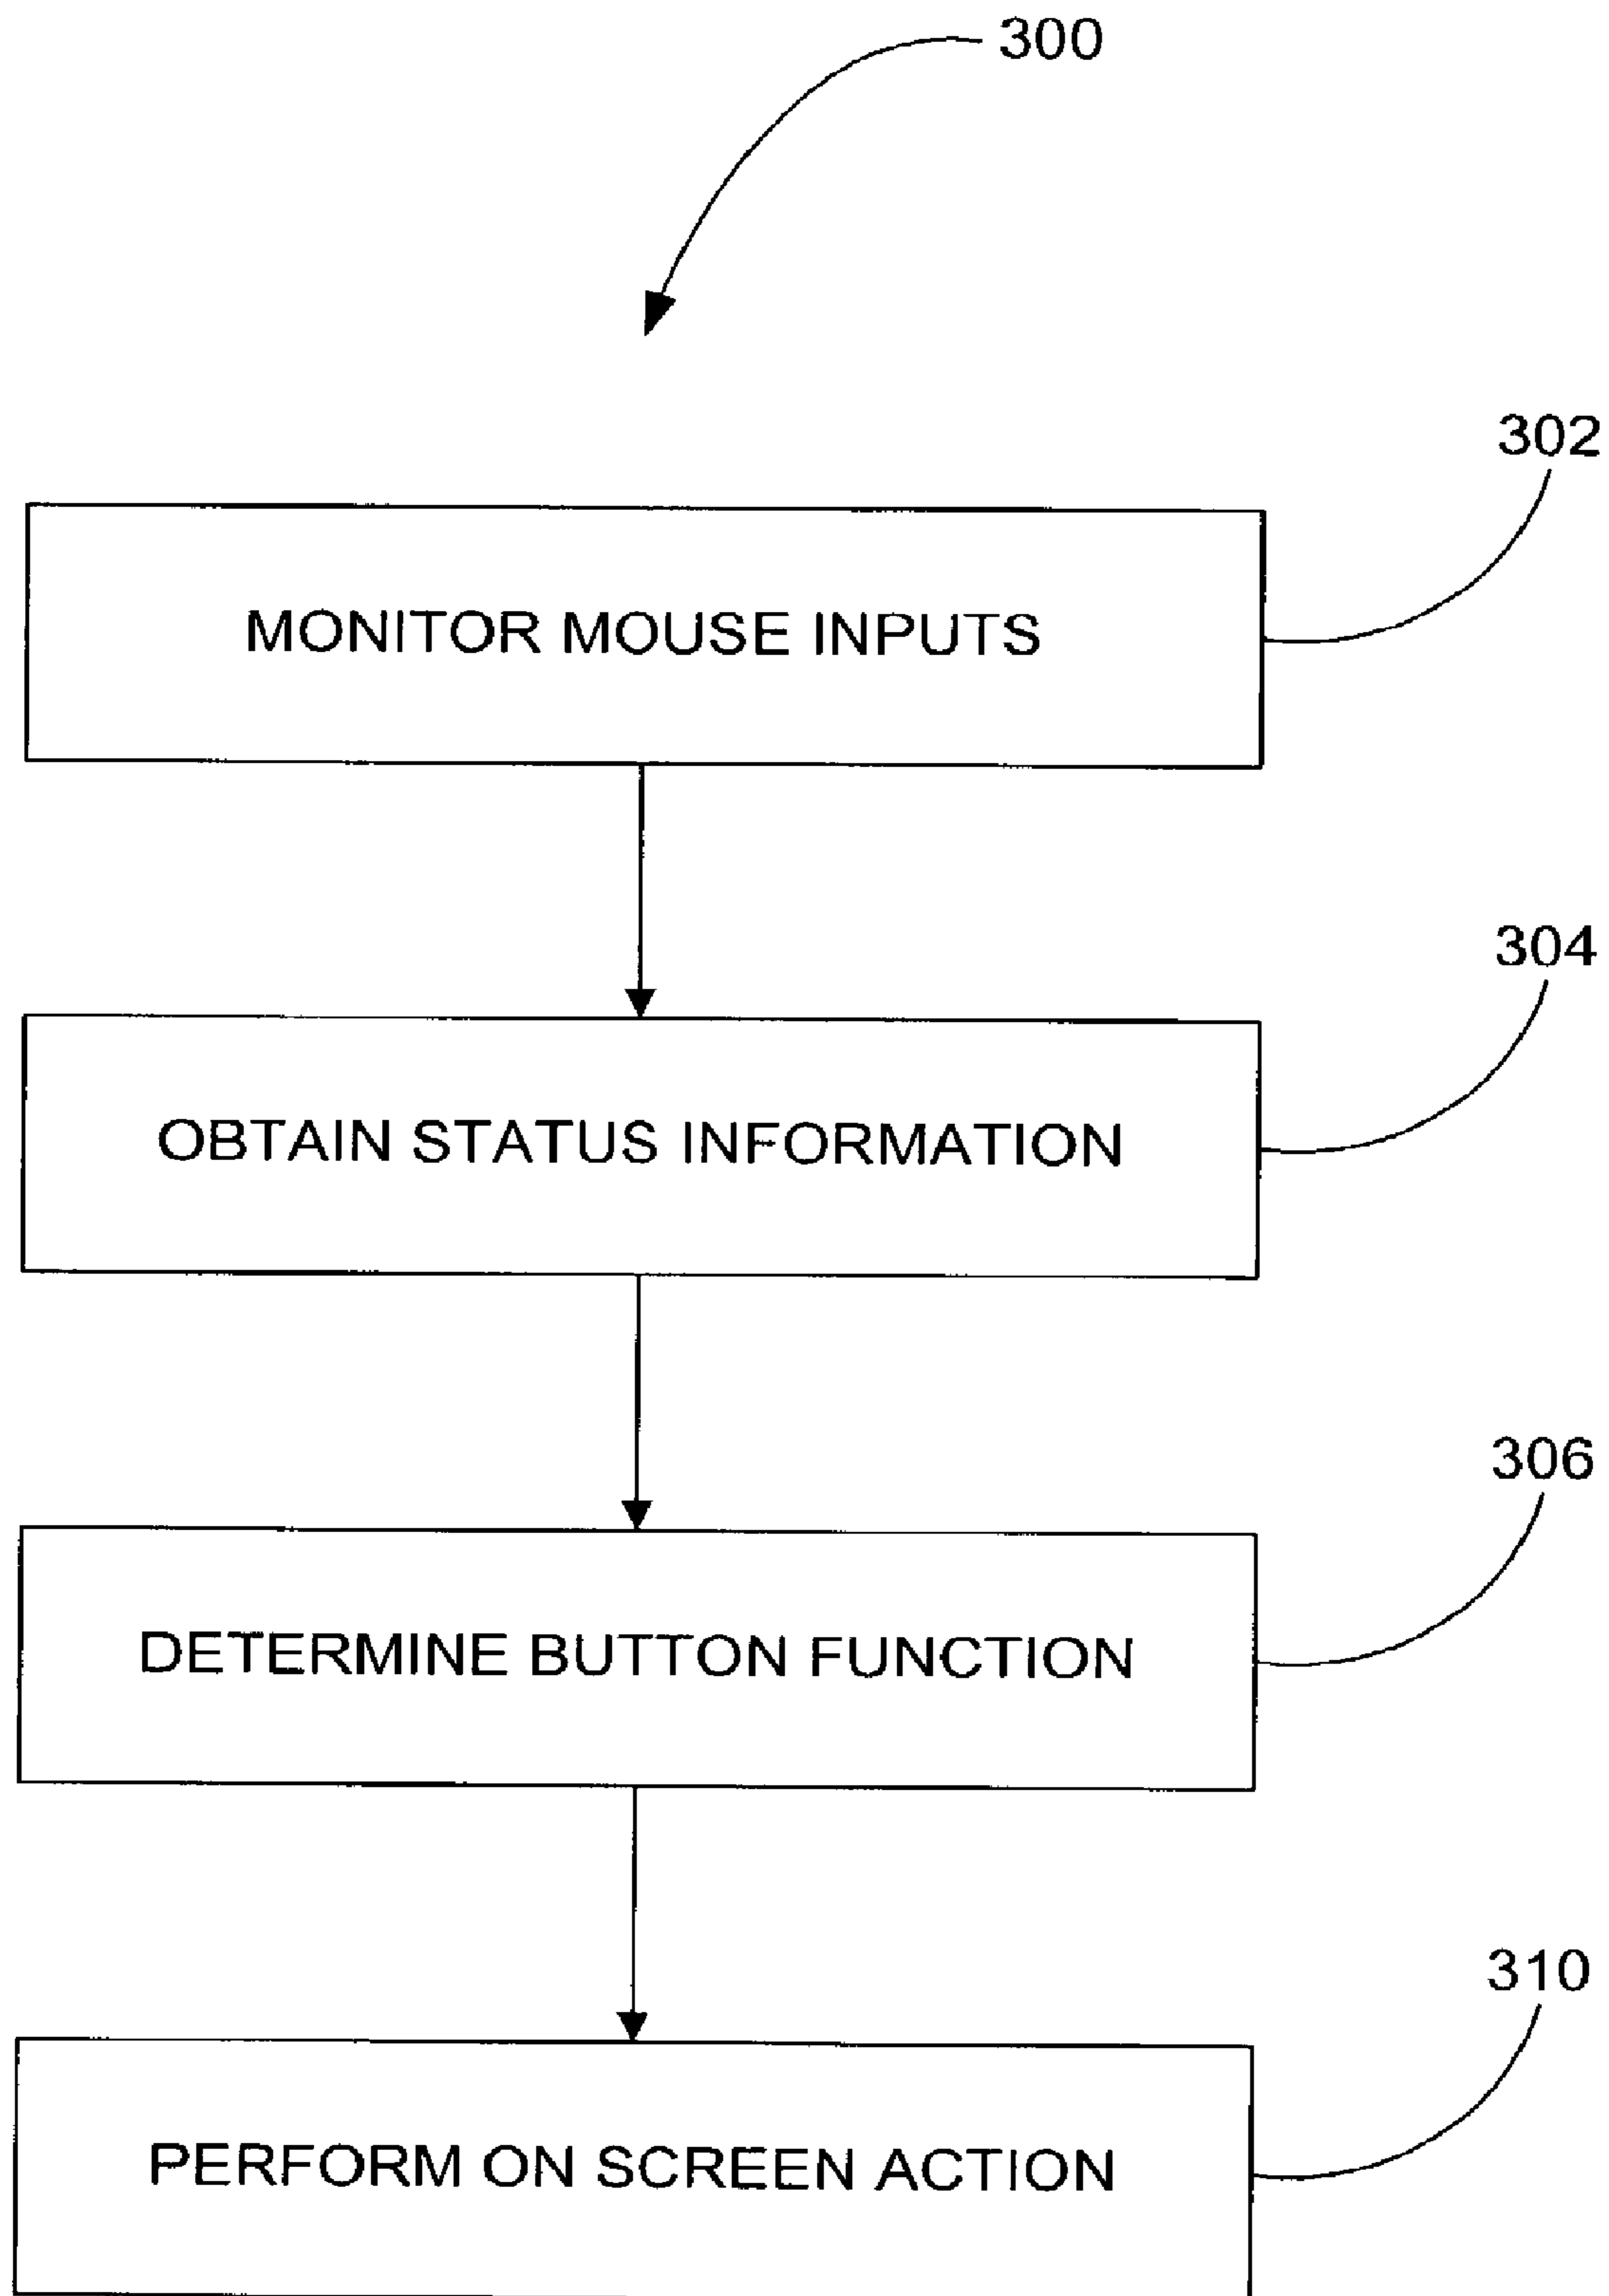 300
302
MONITOR MOUSE INPUTS
304
OBTAIN STATUS INFORMATION
306
DETERMINE BUTTON FUNCTION
310
PERFORM ON SCREEN ACTION